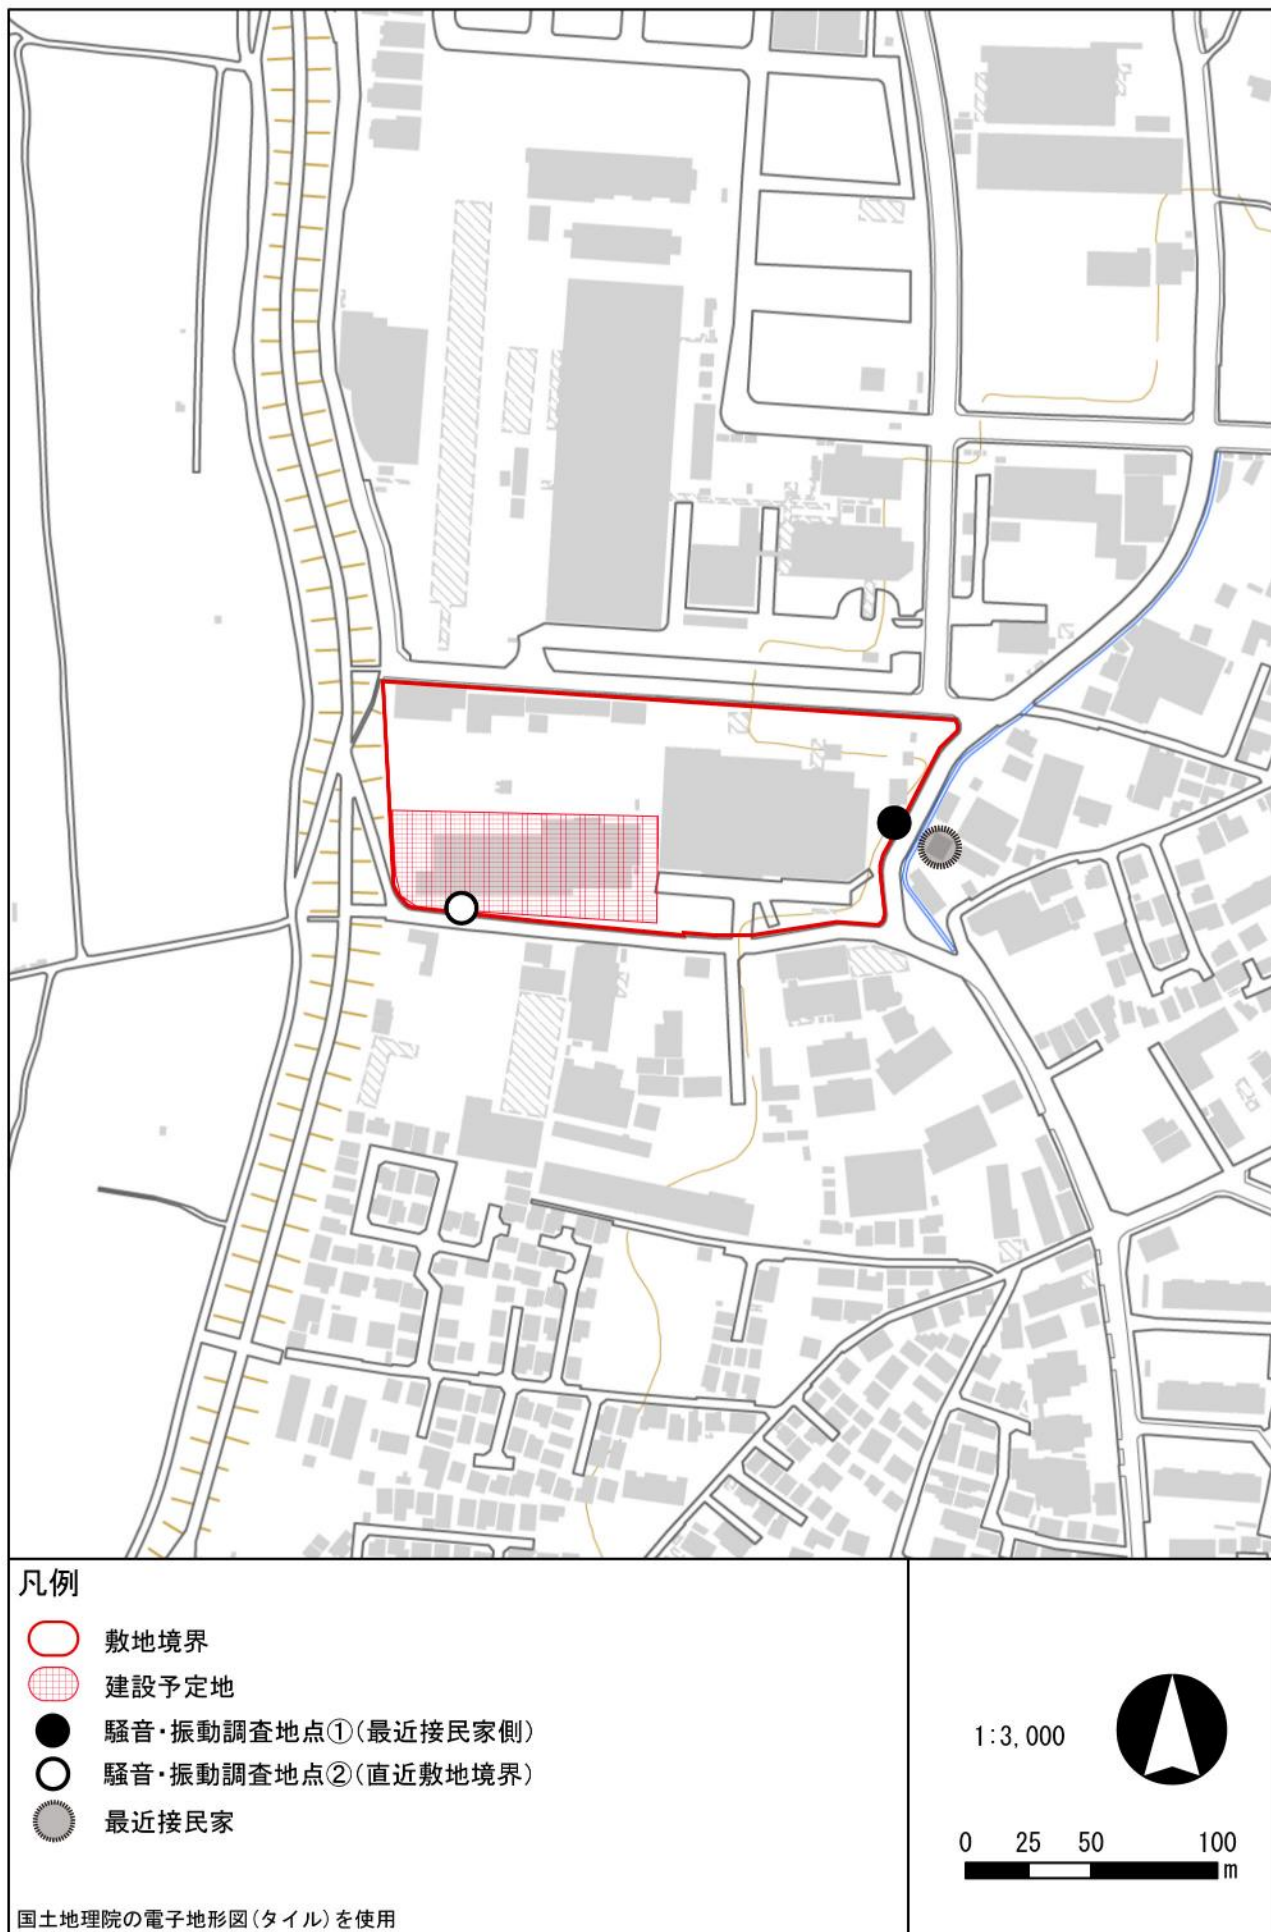 凡例
敷地境界
建設予定地
騒音・振動調査地点①(最近接民家側)
騒音・振動調査地点②(直近敷地境界)
最近接民家
国土地理院の電子地形図(タイル)を使用
1:3,000
0 25 50 100
m